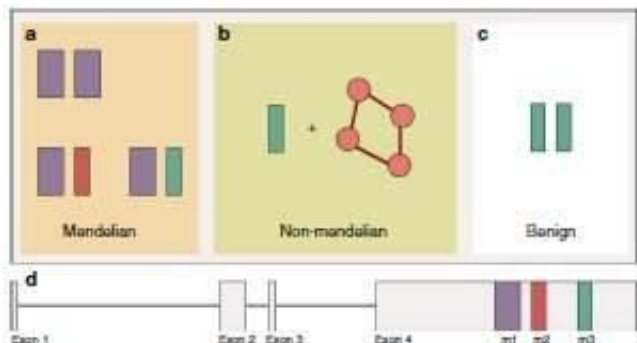 a
b
c
+
Mendelian
Non-mendelian
Benign
d
Exon 1
Exon 2
Exon 3
Exon 4
m1
m2
m3